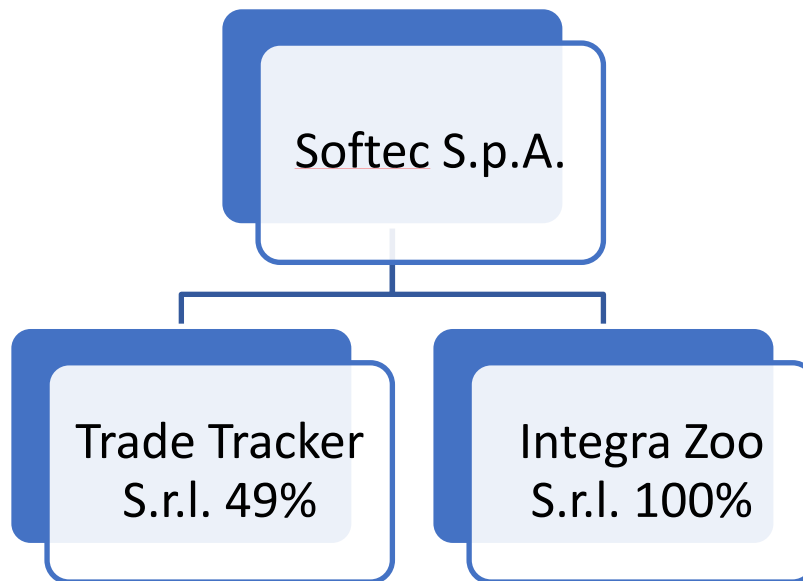 Softec S.p.A.
Trade Tracker
S.r.l. 49%
Integra Zoo
S.r.l. 100%